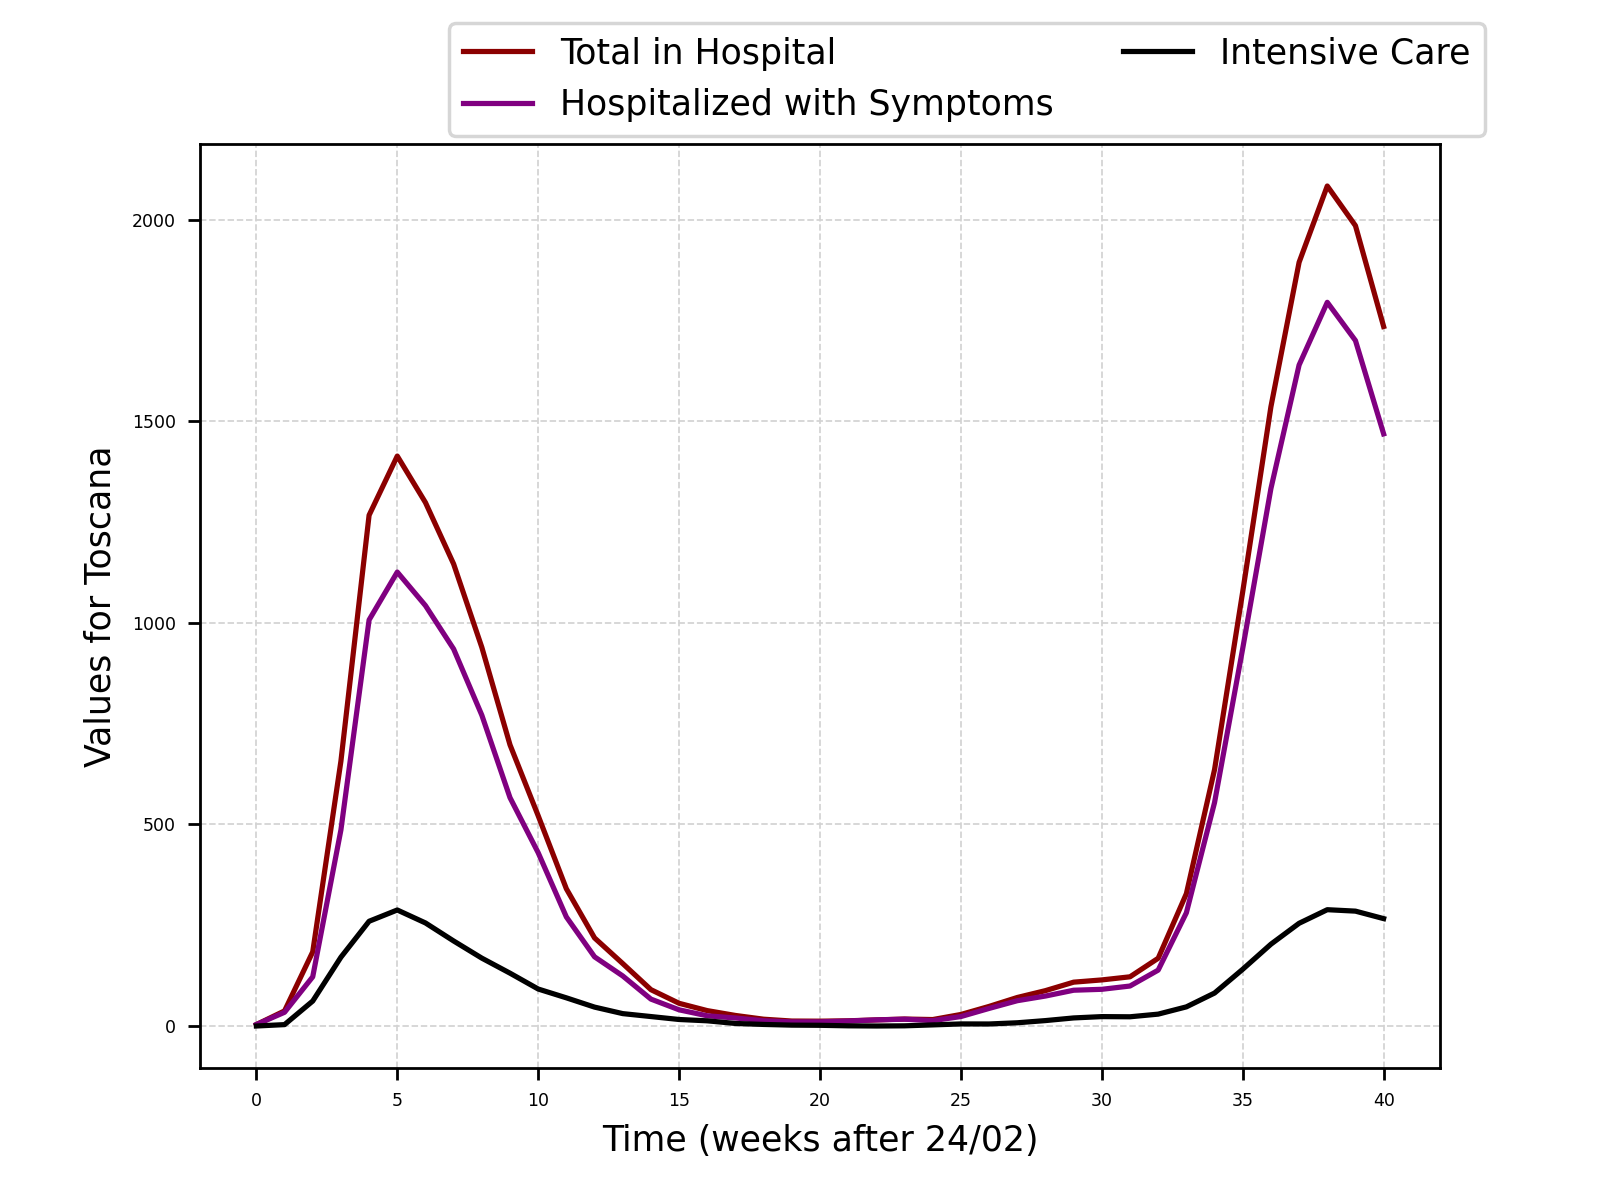 Total in Hospital
Hospitalized with Symptoms
Intensive Care
Values for Toscana
2000
1500
1000
500
0
0 5 10 15 20 25 30 35 40
Time (weeks after 24/02)